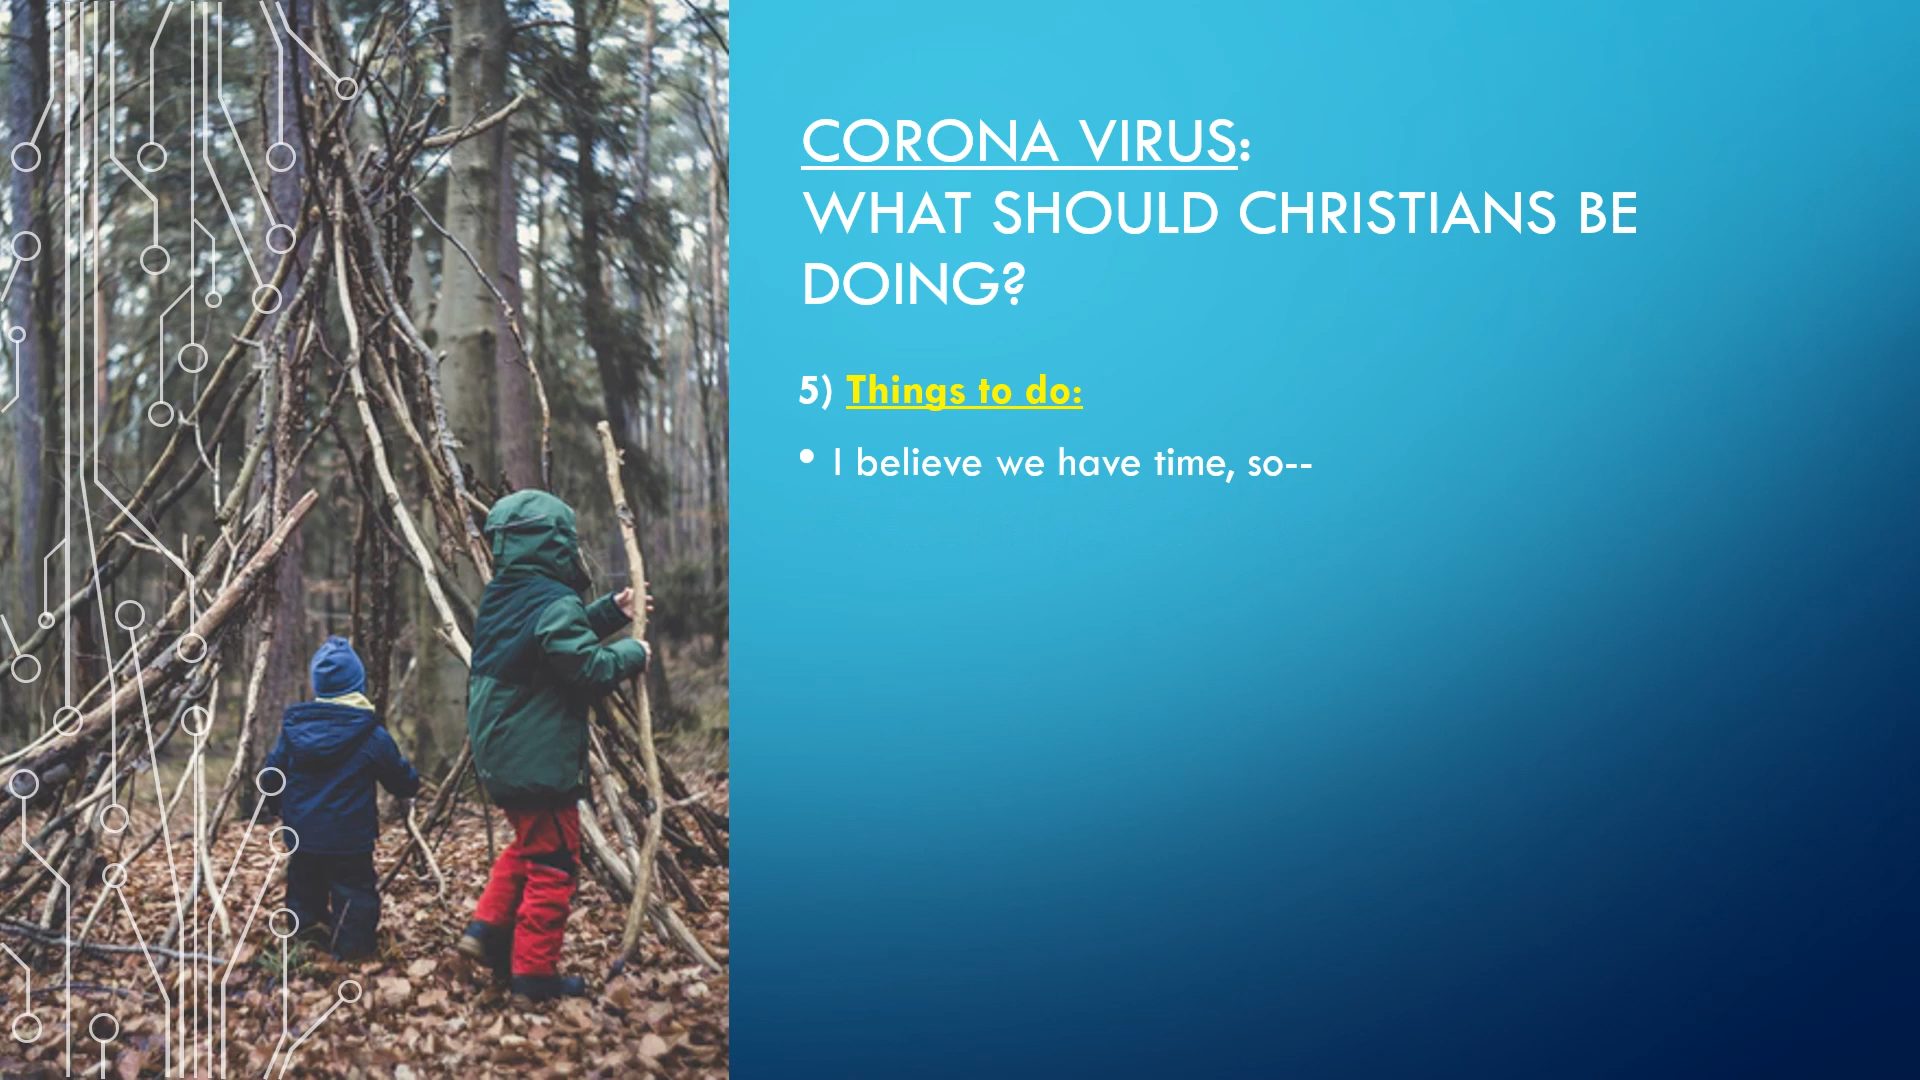 CORONA VIRUS:
WHAT SHOULD CHRISTIANS BE
DOING?
5) Things to do:
• I believe we have time, so--